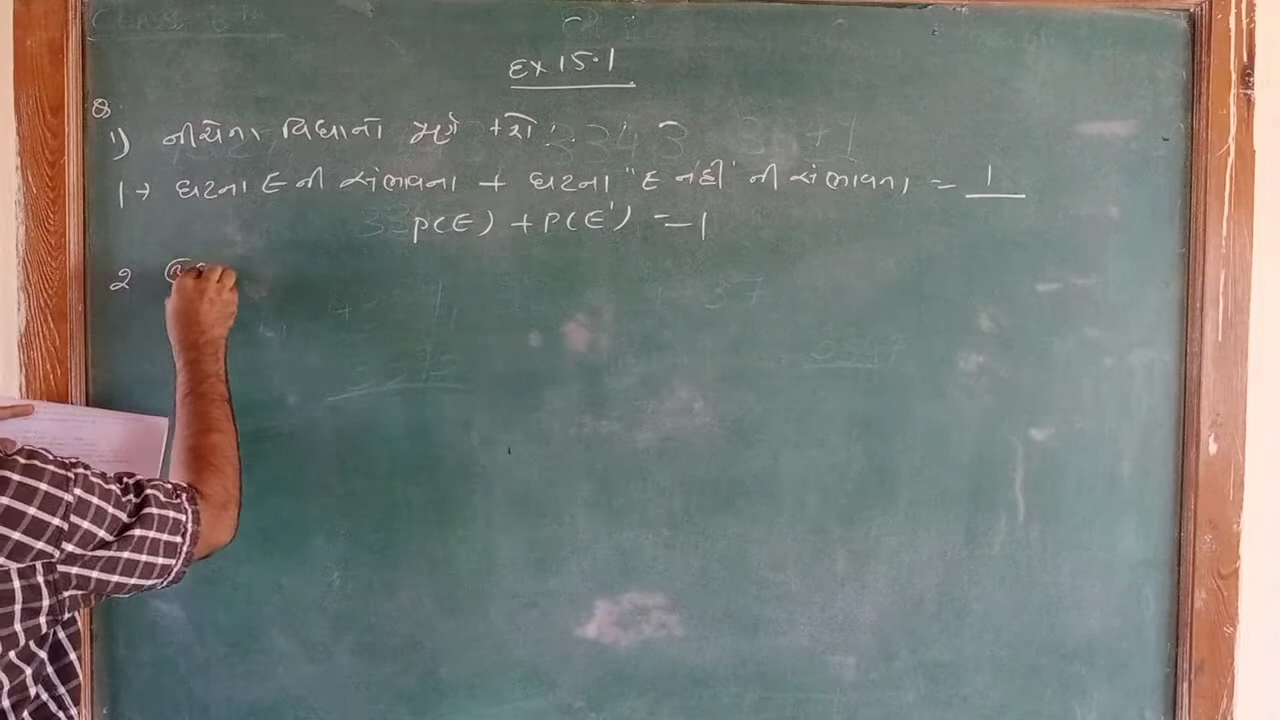 Ex 15.1
Q
1) નીચેના વિધાનો પૂર્ણ કરો :
1→ ઘટના E ની સંભાવના + ઘટના "E નહી" ની સંભાવના = 1
P(E) + P(E') = 1
2